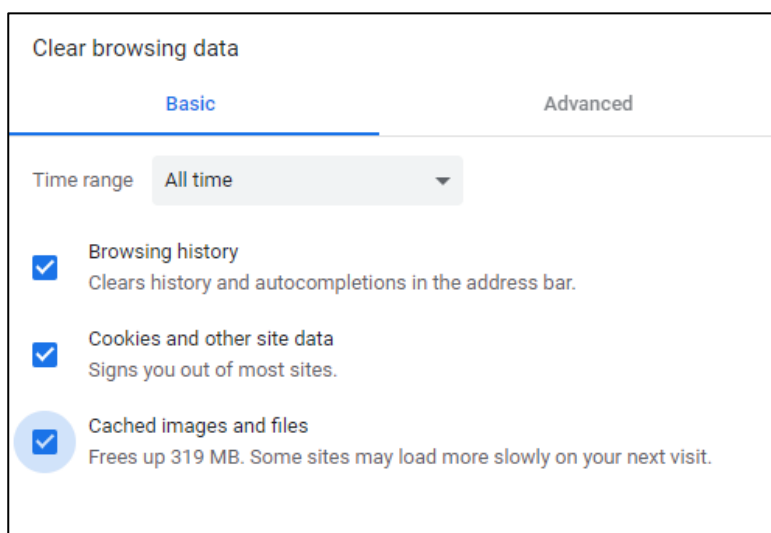 Clear browsing data
Basic Advanced
Time range All time
Browsing history
Clears history and autocompletions in the address bar.
Cookies and other site data
Signs you out of most sites.
Cached images and files
Frees up 319 MB. Some sites may load more slowly on your next visit.